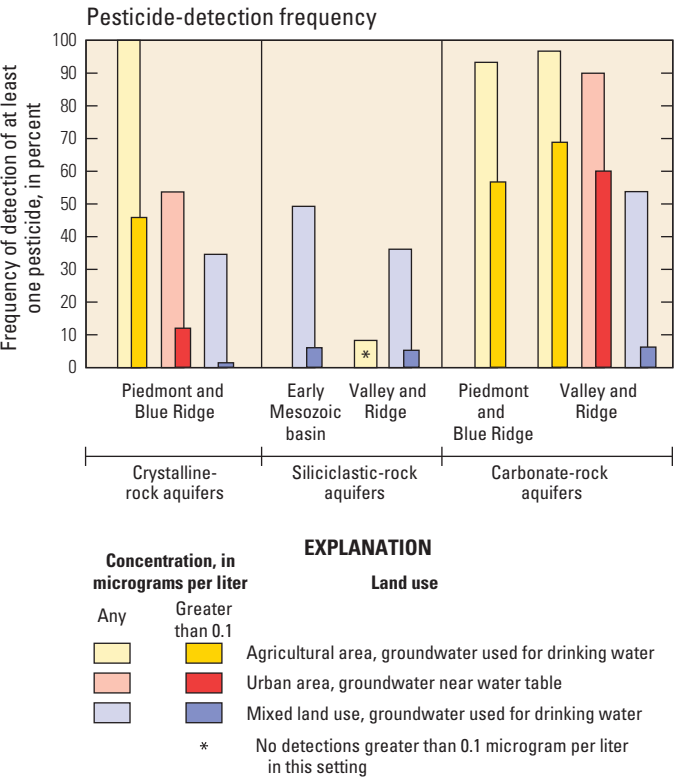 Pesticide-detection frequency
Frequency of detection of at least
one pesticide, in percent
100
90
80
70
60
50
40
30
20
10
0
*
Piedmont and
Blue Ridge
Early
Mesozoic
basin
Valley and
Ridge
Piedmont
and
Blue Ridge
Valley and
Ridge
Crystalline-
rock aquifers
Siliciclastic-rock
aquifers
Carbonate-rock
aquifers
EXPLANATION
Concentration, in
micrograms per liter
Land use
Any
Greater
than 0.1
Agricultural area, groundwater used for drinking water
Urban area, groundwater near water table
Mixed land use, groundwater used for drinking water
* No detections greater than 0.1 microgram per liter
in this setting